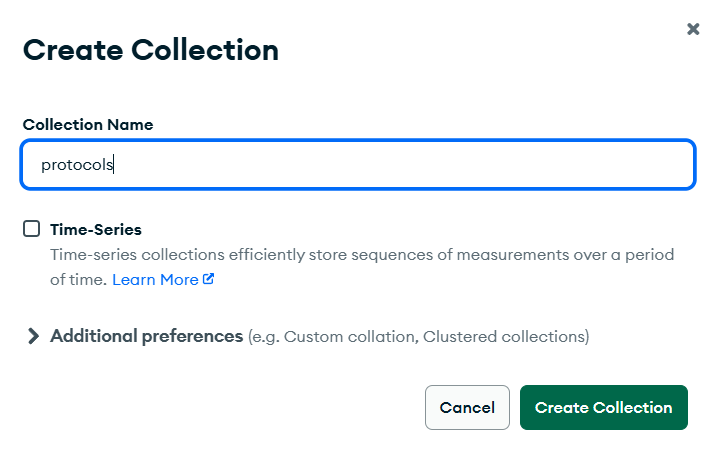 Create Collection
Collection Name
protocols
Time-Series
Time-series collections efficiently store sequences of measurements over a period
of time. Learn More
Additional preferences (e.g. Custom collation, Clustered collections)
Cancel
Create Collection